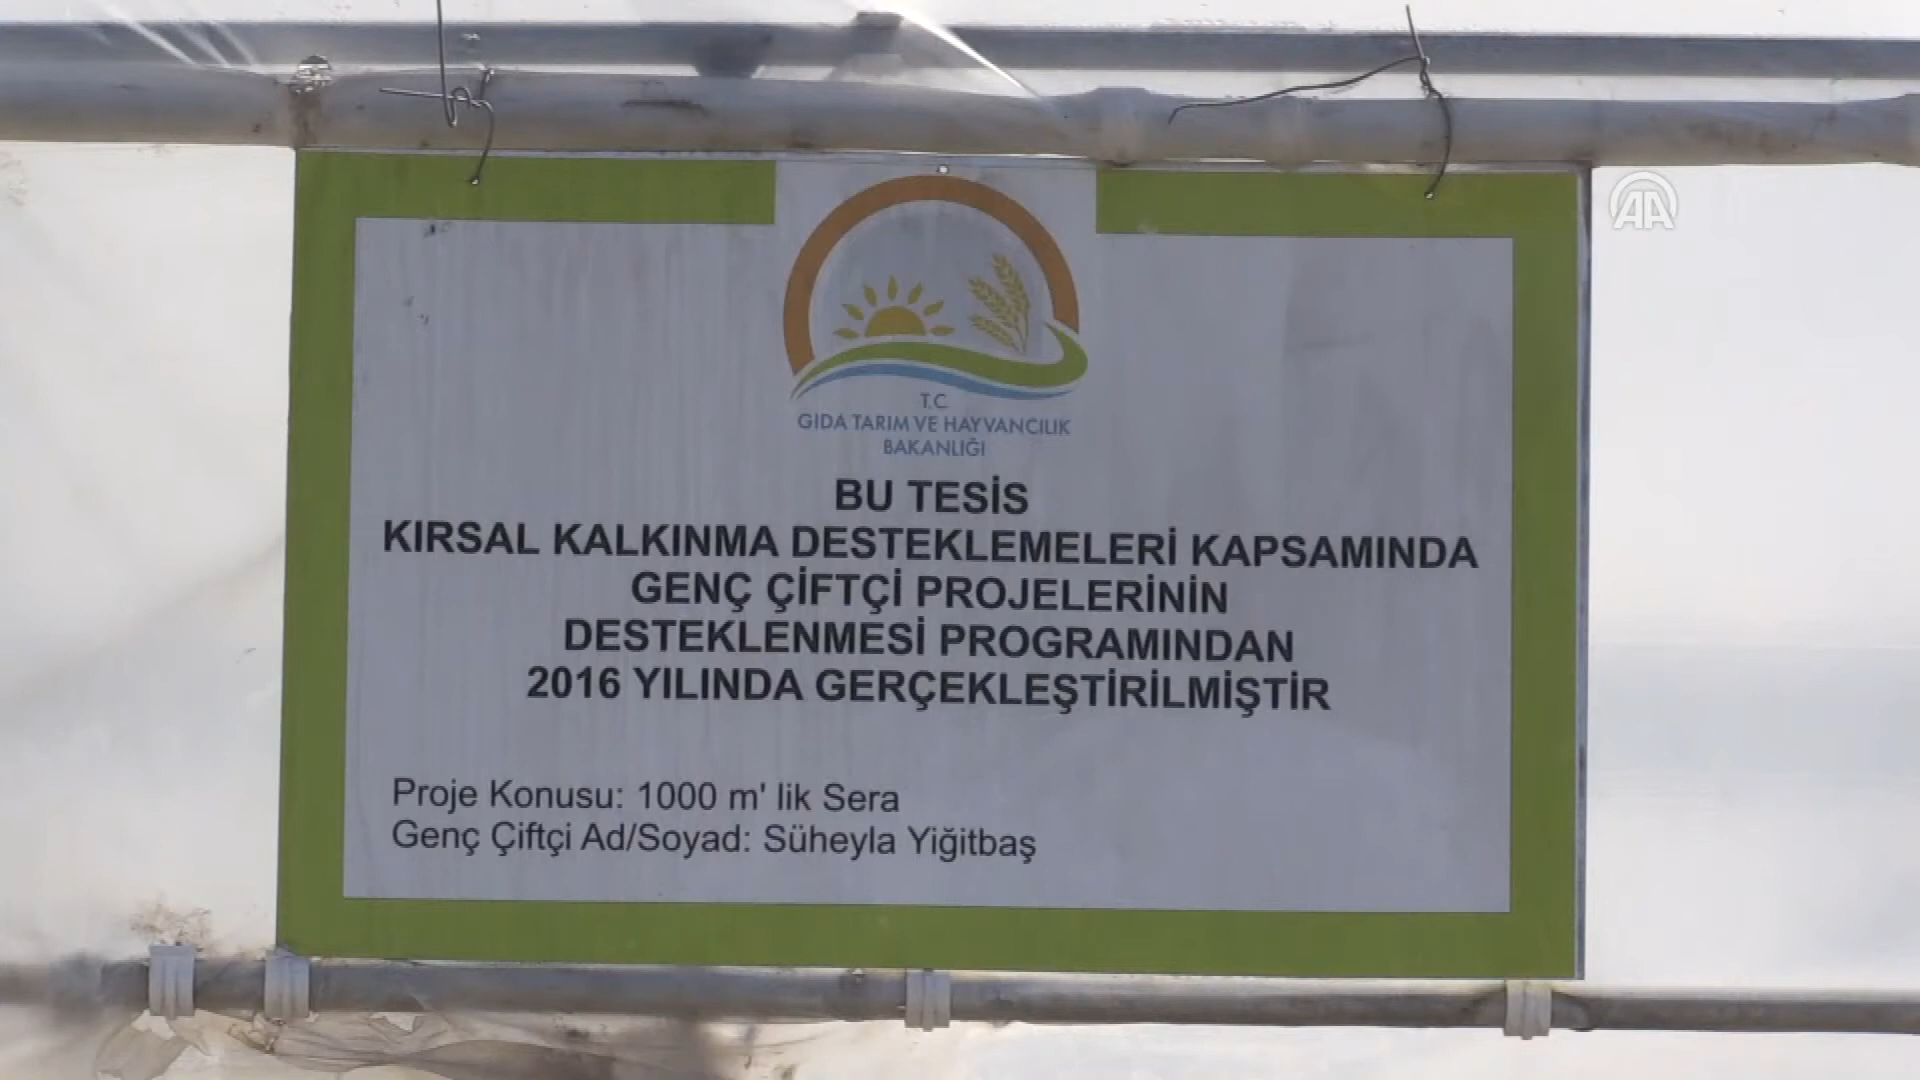 AA
T.C.
GIDA TARIM VE HAYVANCILIK
BAKANLIĞI
BU TESİS
KIRSAL KALKINMA DESTEKLEMELERİ KAPSAMINDA
GENÇ ÇİFTÇİ PROJELERİNİN
DESTEKLENMESİ PROGRAMINDAN
2016 YILINDA GERÇEKLEŞTİRİLMİŞTİR
Proje Konusu: 1000 m' lik Sera
Genç Çiftçi Ad/Soyad: Süheyla Yiğitbaş